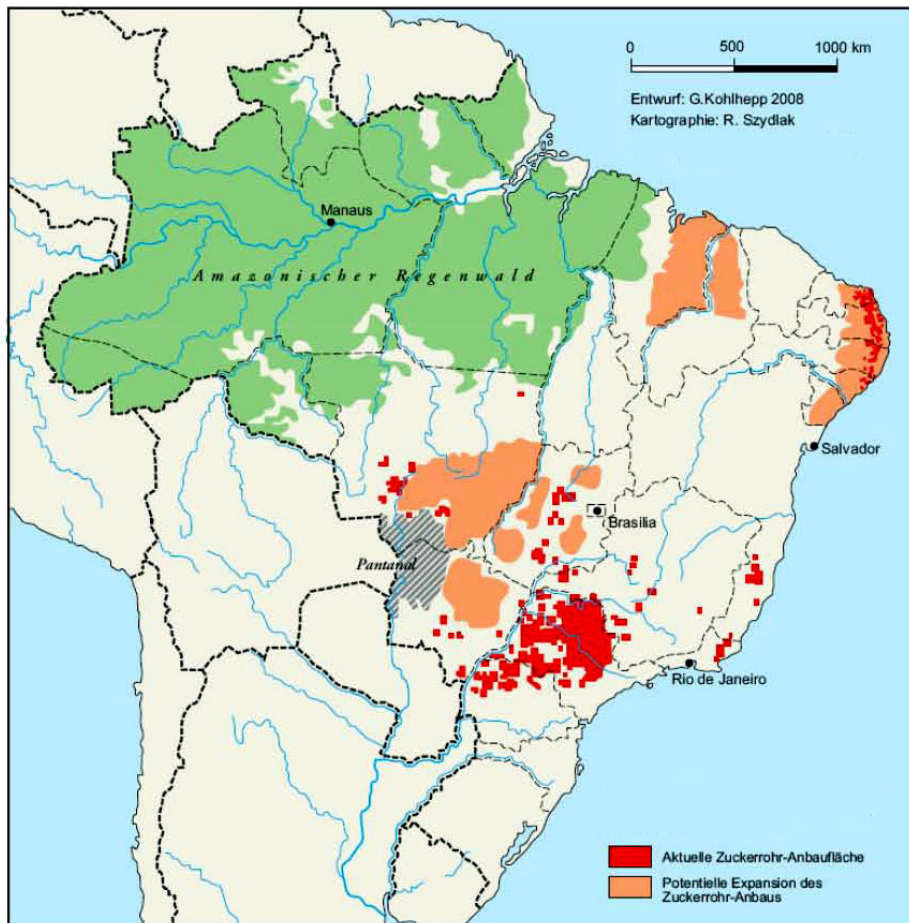 0 500 1000 km
Entwurf: G.Kohlhepp 2008
Kartographie: R. Szydlak
Manaus
Amazonischer Regenwald
Salvador
Brasilia
Pantanal
Rio de Janeiro
Aktuelle Zuckerrohr-Anbaufläche
Potentielle Expansion des
Zuckerrohr-Anbaus